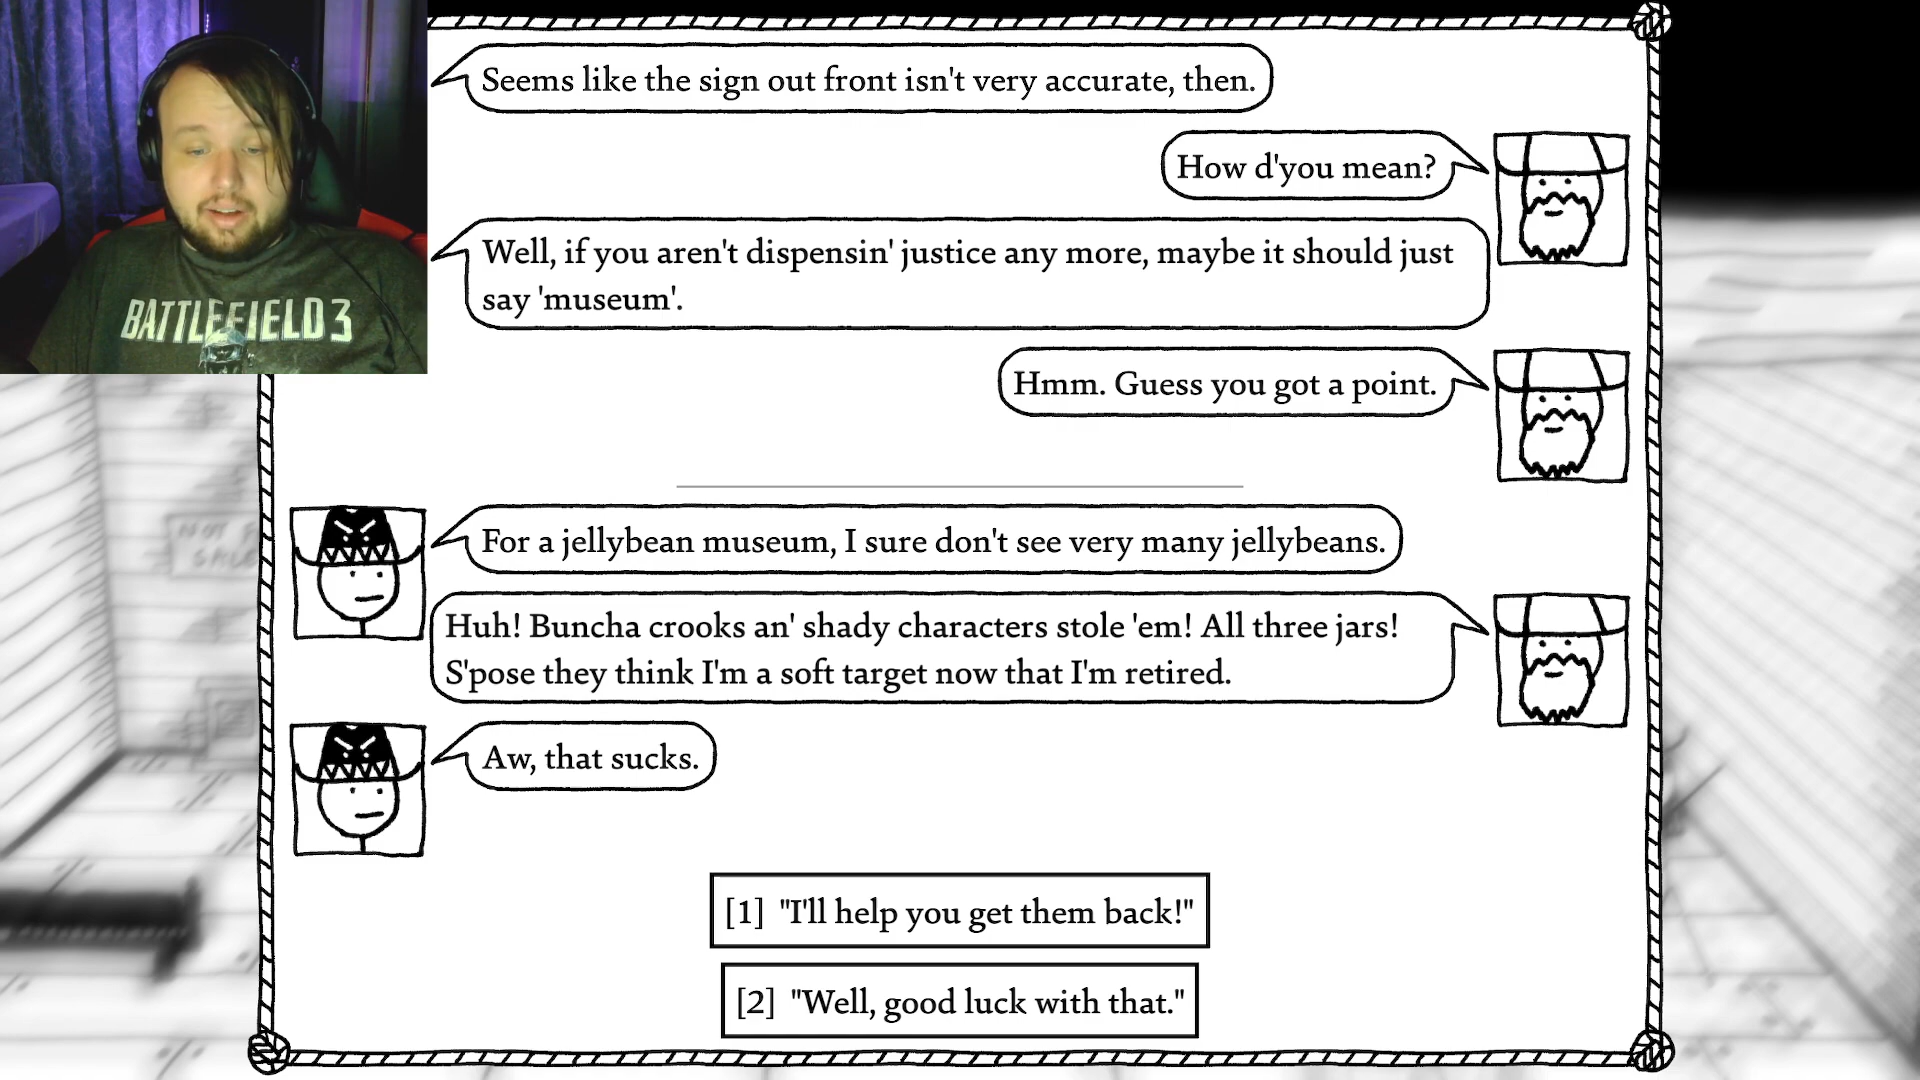 Seems like the sign out front isn't very accurate, then.
How d'you mean?
Well, if you aren't dispensin' justice any more, maybe it should just
say 'museum'.
BATTLEFIELD 3
Hmm. Guess you got a point.
For a jellybean museum, I sure don't see very many jellybeans.
NOT F
SALE
Huh! Buncha crooks an' shady characters stole 'em! All three jars!
S'pose they think I'm a soft target now that I'm retired.
Aw, that sucks.
[1] "I'll help you get them back!"
[2] "Well, good luck with that."